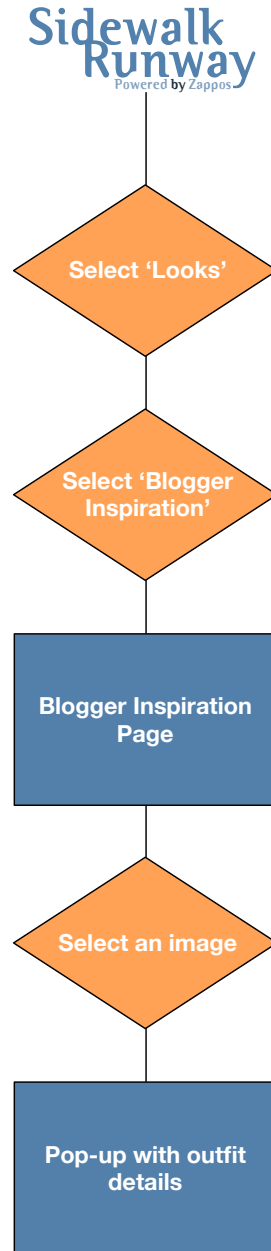 Sidewalk
Runway
Powered by Zappos
Select ‘Looks’
Select ‘Blogger
Inspiration’
Blogger Inspiration
Page
Select an image
Pop-up with outfit
details